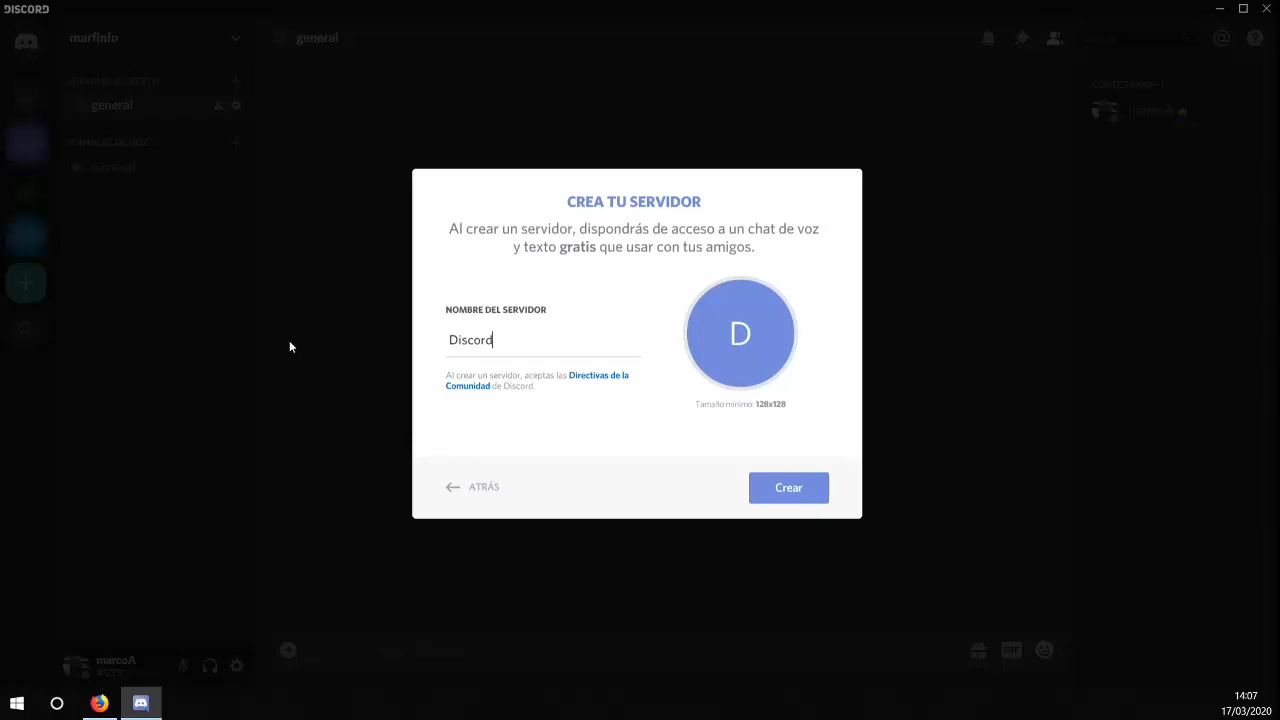 DISCORD
marfinfo
general
general
General
CREA TU SERVIDOR
Al crear un servidor, dispondrás de acceso a un chat de voz
y texto gratis que usar con tus amigos.
NOMBRE DEL SERVIDOR
Discord
D
Al crear un servidor, aceptas las Directivas de la
Comunidad de Discord.
Tamaño mínimo: 128x128
ATRÁS
Crear
marcoA
GIF
14:07
17/03/2020